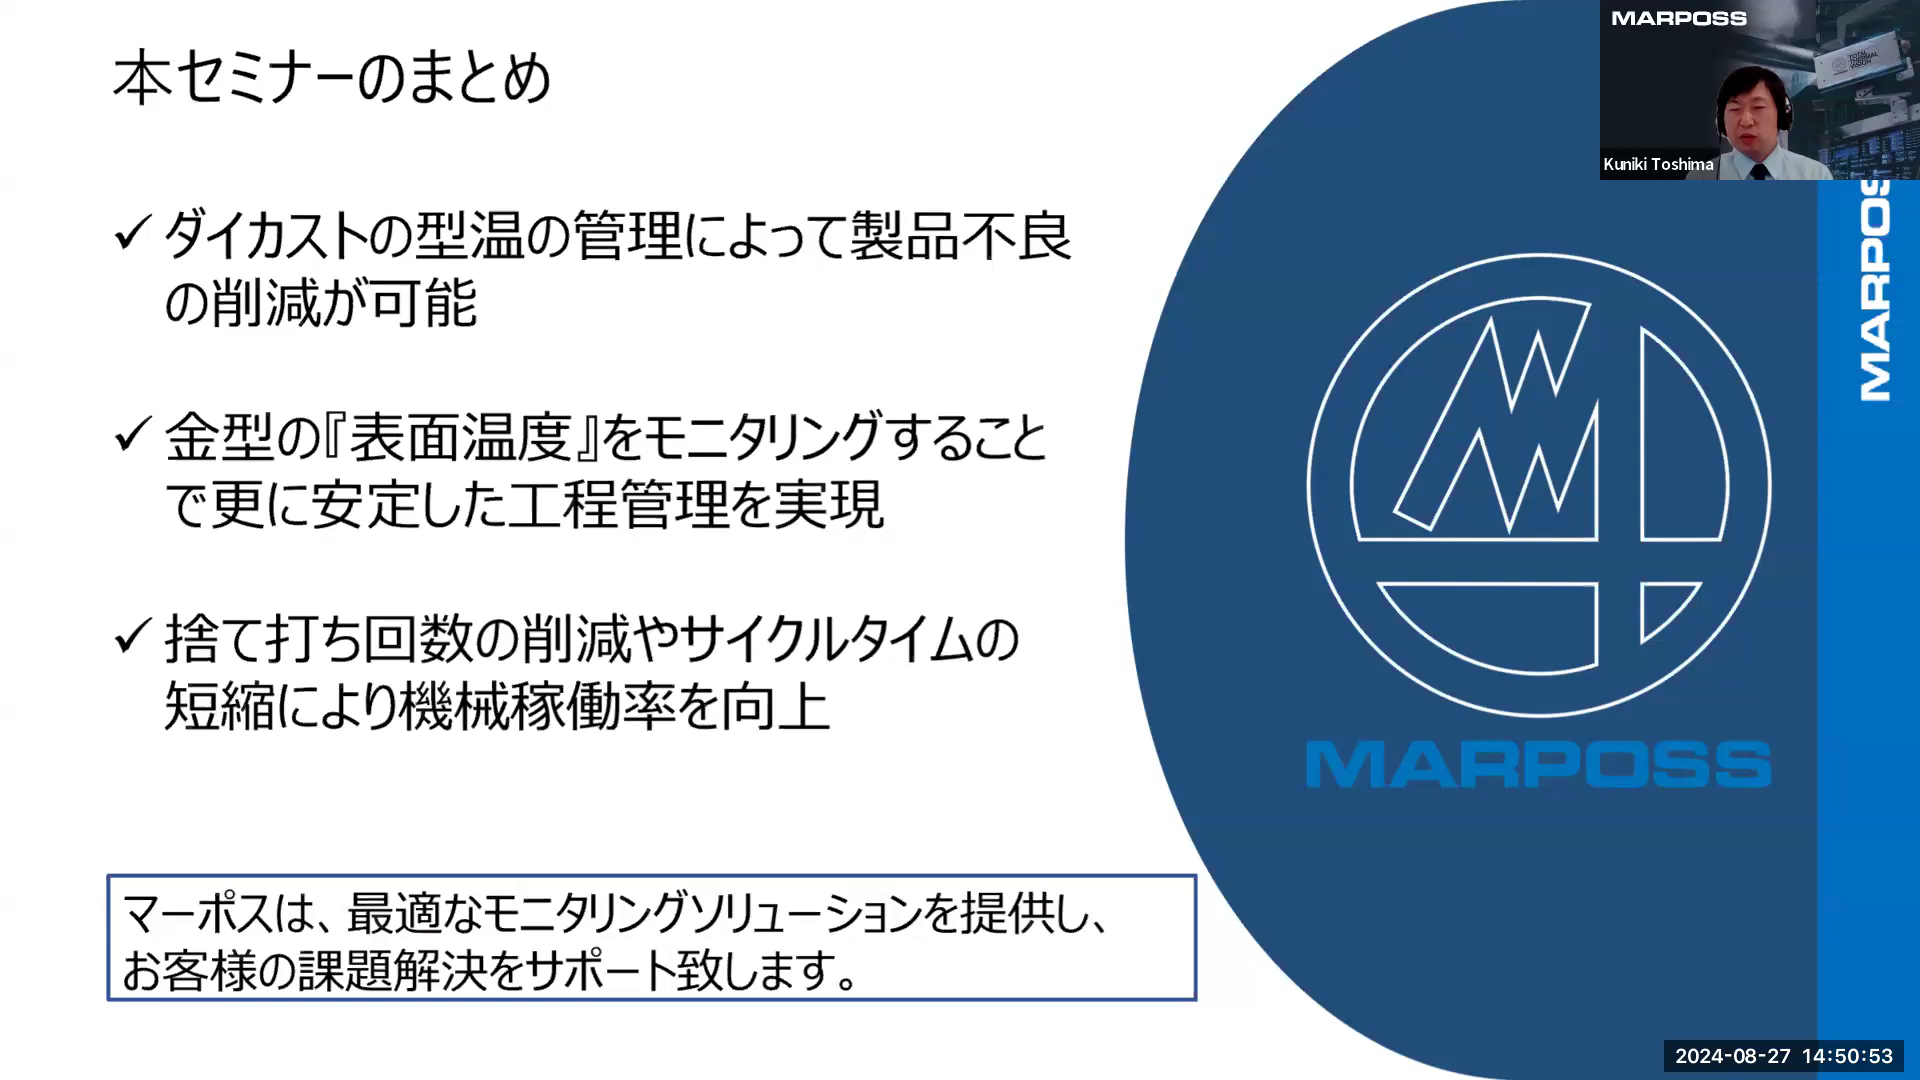 本セミナーのまとめ
✓ ダイカストの型温の管理によって製品不良
の削減が可能
✓ 金型の『表面温度』をモニタリングすること
で更に安定した工程管理を実現
✓ 捨て打ち回数の削減やサイクルタイムの
短縮により機械稼働率を向上
マーポスは、最適なモニタリングソリューションを提供し、
お客様の課題解決をサポート致します。
MARPOSS
MARPOSS
TOTAL
THERMAL
VISION
Kuniki Toshima
MARPOS
2024-08-27 14:50:53